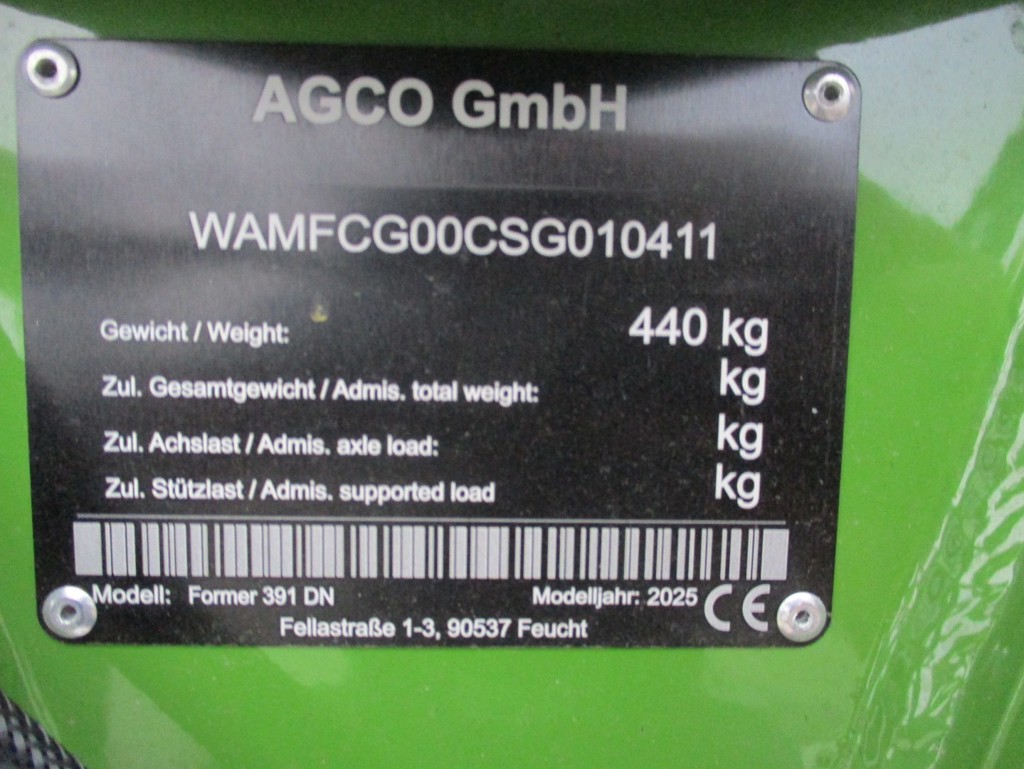 AGCO GmbH
WAMFCG00CSG010411
Gewicht / Weight: 440 kg
Zul. Gesamtgewicht / Admis. total weight: kg
Zul. Achslast / Admis. axle load: kg
Zul. Stützlast / Admis. supported load kg
Modell: Former 391 DN Modelljahr: 2025 CE
Fellastraße 1-3, 90537 Feucht